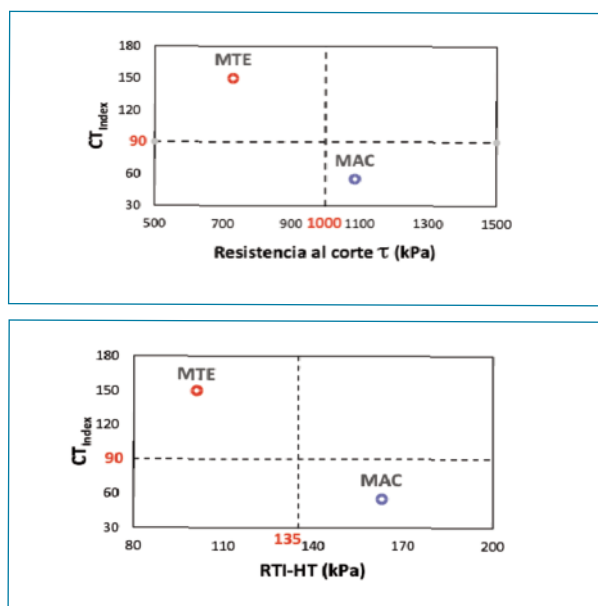 180
MTE
150
120
CT Index
90
MAC
60
30
500 700 900 1000 1100 1300 1500
Resistencia al corte τ (kPa)
180
MTE
150
120
CT Index
90
MAC
60
30
80 110 135 140 170 200
RTI-HT (kPa)